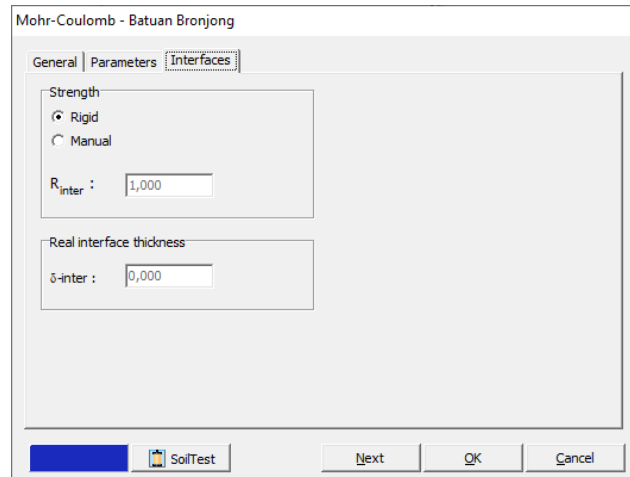 Mohr-Coulomb - Batuan Bronjong
General Parameters Interfaces
Strength
Rigid
Manual
Rinter : 1,000
Real interface thickness
δ-inter : 0,000
SoilTest Next OK Cancel